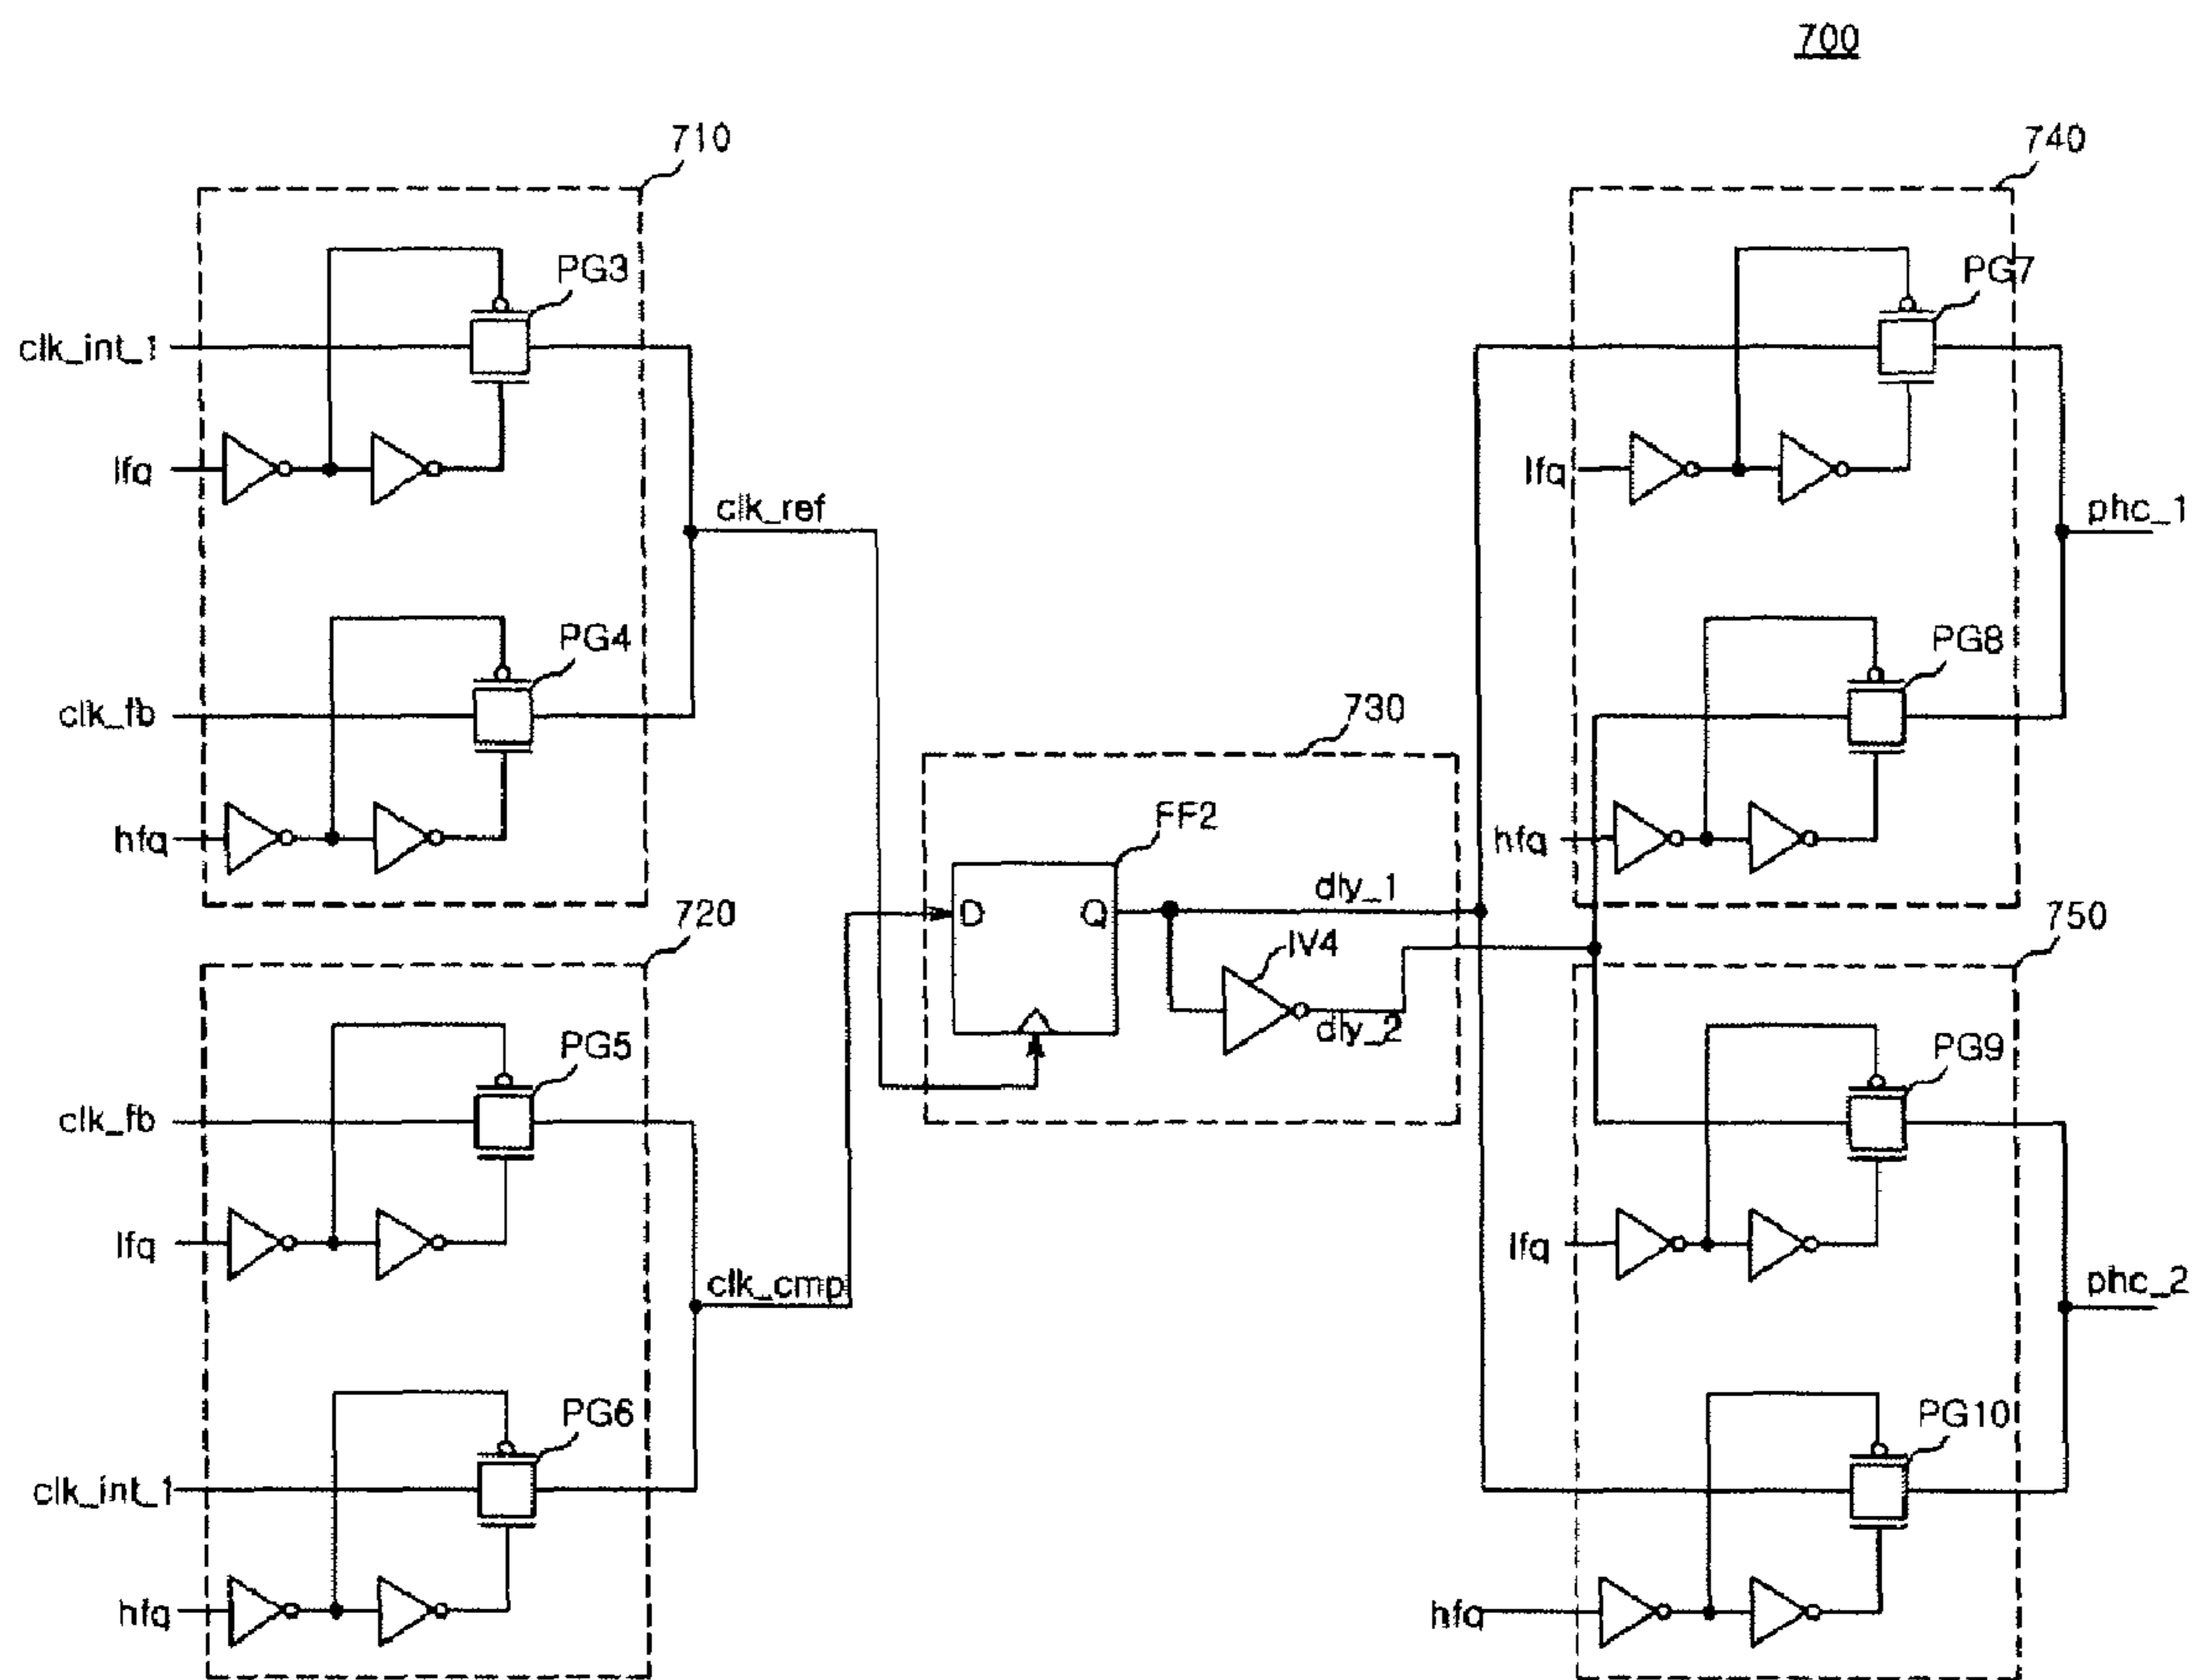 700
710
740
PG3
PG7
clk_int_1
lfq
lfq
clk_ref
phc_1
PG4
PG8
clk_fb
730
hfq
FF2
hfq
720
D
Q
dly_1
750
IV4
dly_2
PG5
PG9
clk_fb
lfq
lfq
clk_cmp
phc_2
PG6
PG10
clk_int_1
hfq
hfq